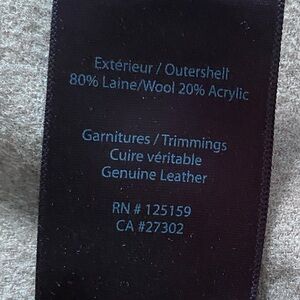 Extérieur / Outershell
80% Laine/Wool 20% Acrylic
Garnitures / Trimmings
Cuire véritable
Genuine Leather
RN # 125159
CA #27302